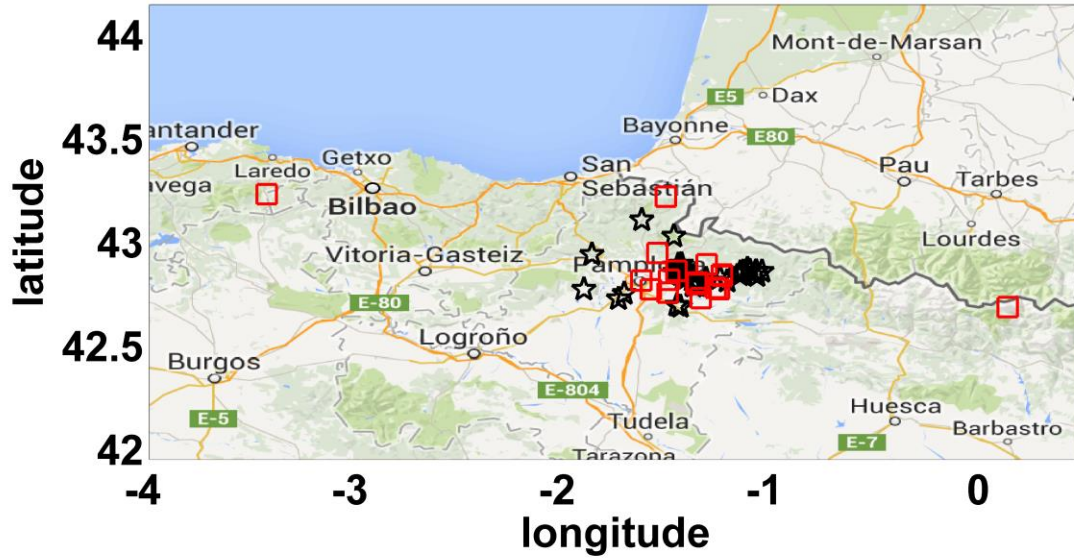 44
Mont-de-Marsan
E5
Dax
Bayonne
43.5
antander
E80
Getxo
San
Sebastián
Pau
Laredo
avega
Tarbes
Bilbao
43
Lourdes
Vitoria-Gasteiz
E-80
42.5
Logroño
Burgos
E-804
Huesca
E-5
Tudela
Barbastro
E-7
42
Tarazona
-4
-3
-2
-1
0
longitude
latitude